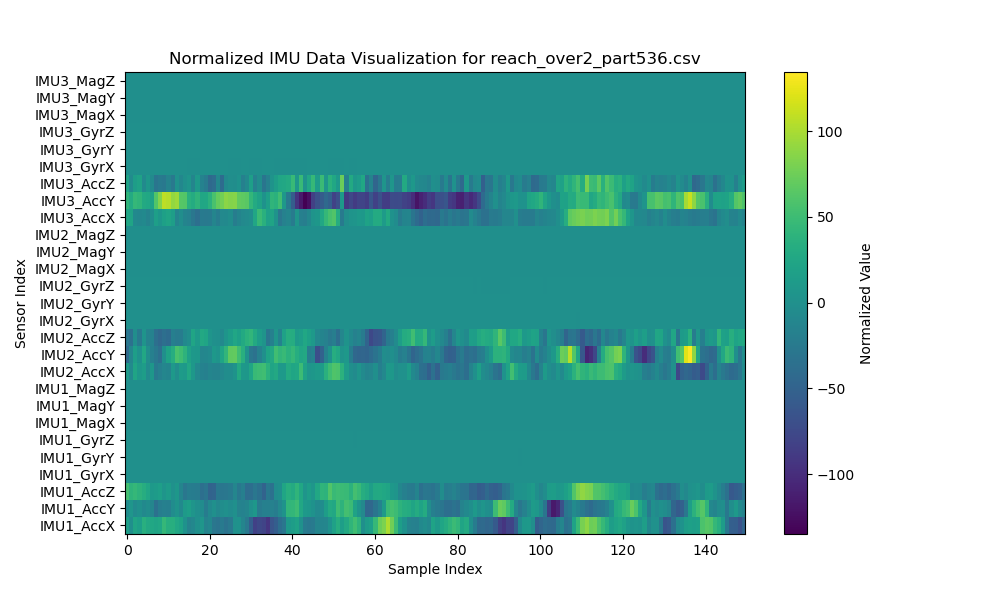 Normalized IMU Data Visualization for reach_over2_part536.csv
IMU3_MagZ
IMU3_MagY
IMU3_MagX
IMU3_GyrZ
IMU3_GyrY
IMU3_GyrX
IMU3_AccZ
IMU3_AccY
IMU3_AccX
IMU2_MagZ
IMU2_MagY
IMU2_MagX
IMU2_GyrZ
IMU2_GyrY
IMU2_GyrX
IMU2_AccZ
IMU2_AccY
IMU2_AccX
IMU1_MagZ
IMU1_MagY
IMU1_MagX
IMU1_GyrZ
IMU1_GyrY
IMU1_GyrX
IMU1_AccZ
IMU1_AccY
IMU1_AccX
Sensor Index
0 20 40 60 80 100 120 140
Sample Index
100
50
0
−50
−100
Normalized Value